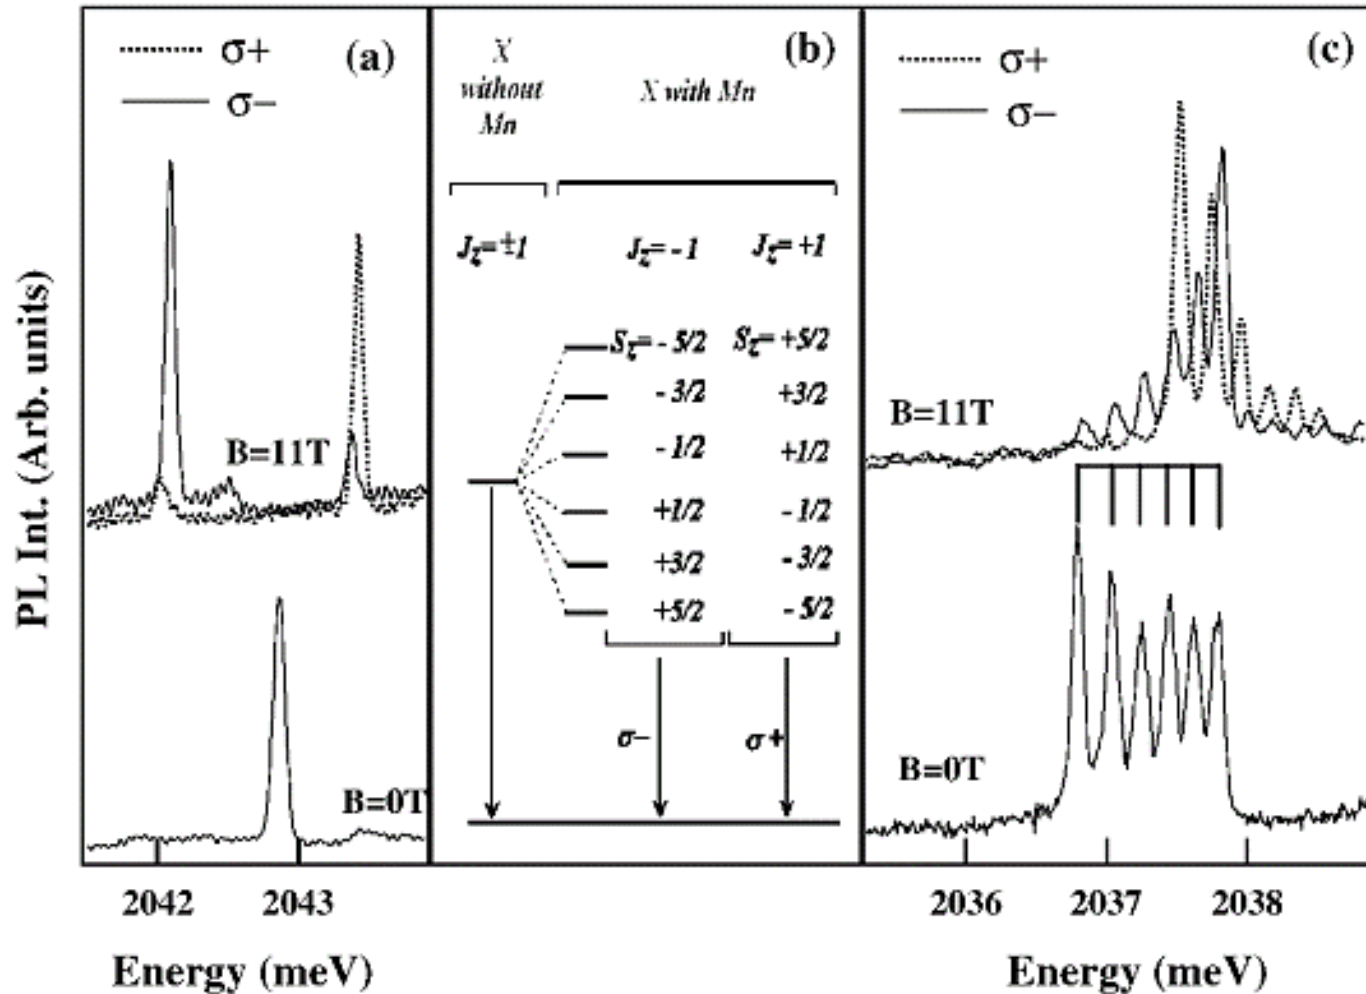 PL Int. (Arb. units)
σ+
σ−
(a)
B=11T
B=0T
2042 2043
Energy (meV)
(b)
X
without
Mn
X with Mn
Jz=±1
Jz=-1
Jz=+1
Sz=-5/2 Sz=+5/2
-3/2 +3/2
-1/2 +1/2
+1/2 -1/2
+3/2 -3/2
+5/2 -5/2
σ− σ+
(c)
σ+
σ−
B=11T
B=0T
2036 2037 2038
Energy (meV)